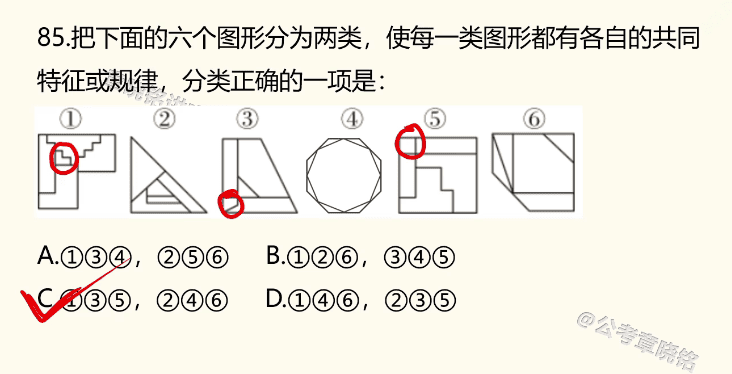 85.把下面的六个图形分为两类，使每一类图形都有各自的共同
特征或规律，分类正确的一项是：
① ② ③ ④ ⑤ ⑥
A.①③④，②⑤⑥ B.①②⑥，③④⑤
C.①③⑤，②④⑥ D.①④⑥，②③⑤
@公考章晓铭